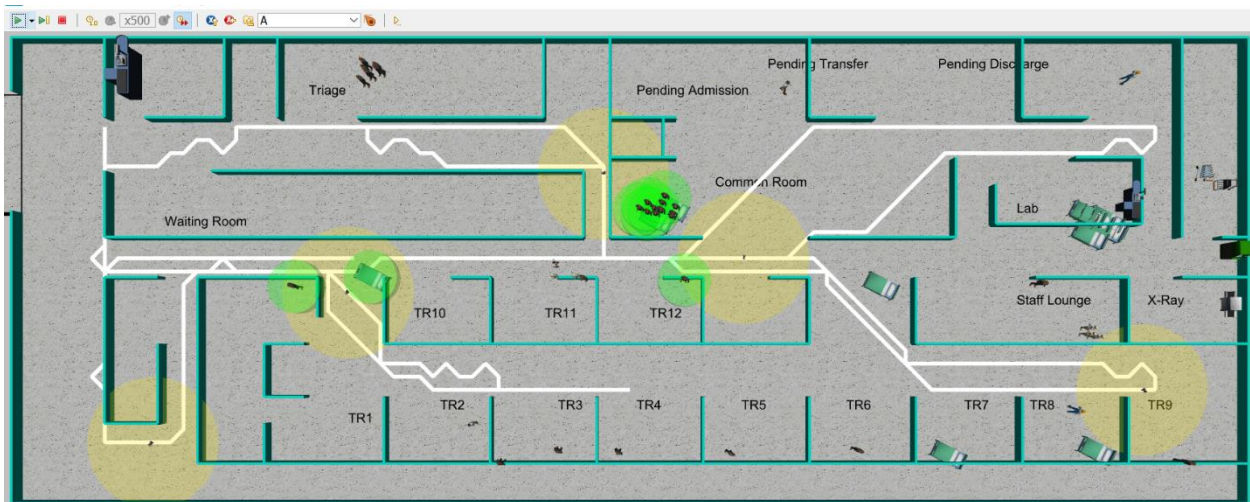 x500
A
Pending Transfer
Pending Discharge
Triage
Pending Admission
Common Room
Waiting Room
Lab
Staff Lounge
X-Ray
TR10
TR11
TR12
TR1
TR2
TR3
TR4
TR5
TR6
TR7
TR8
TR9